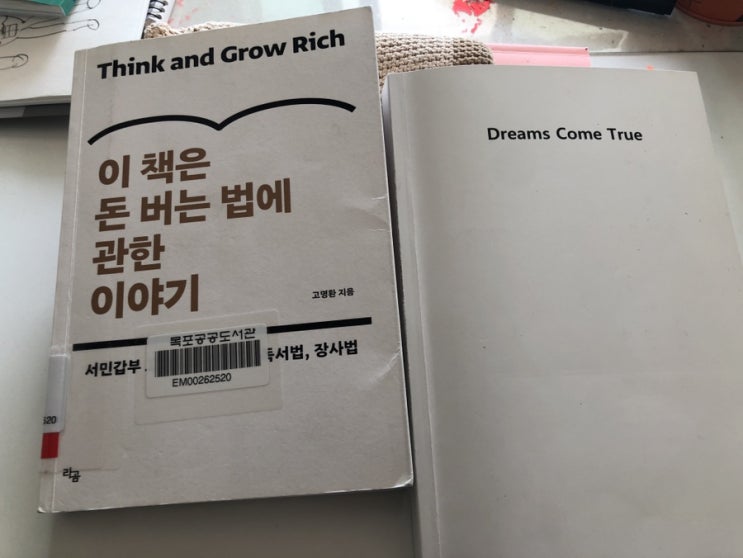 Think and Grow Rich
이 책은
돈 버는 법에
관한
이야기
고명환 지음
목포공공도서관
EM00262520
서민갑부
독서법, 장사법
520
라곰
Dreams Come True